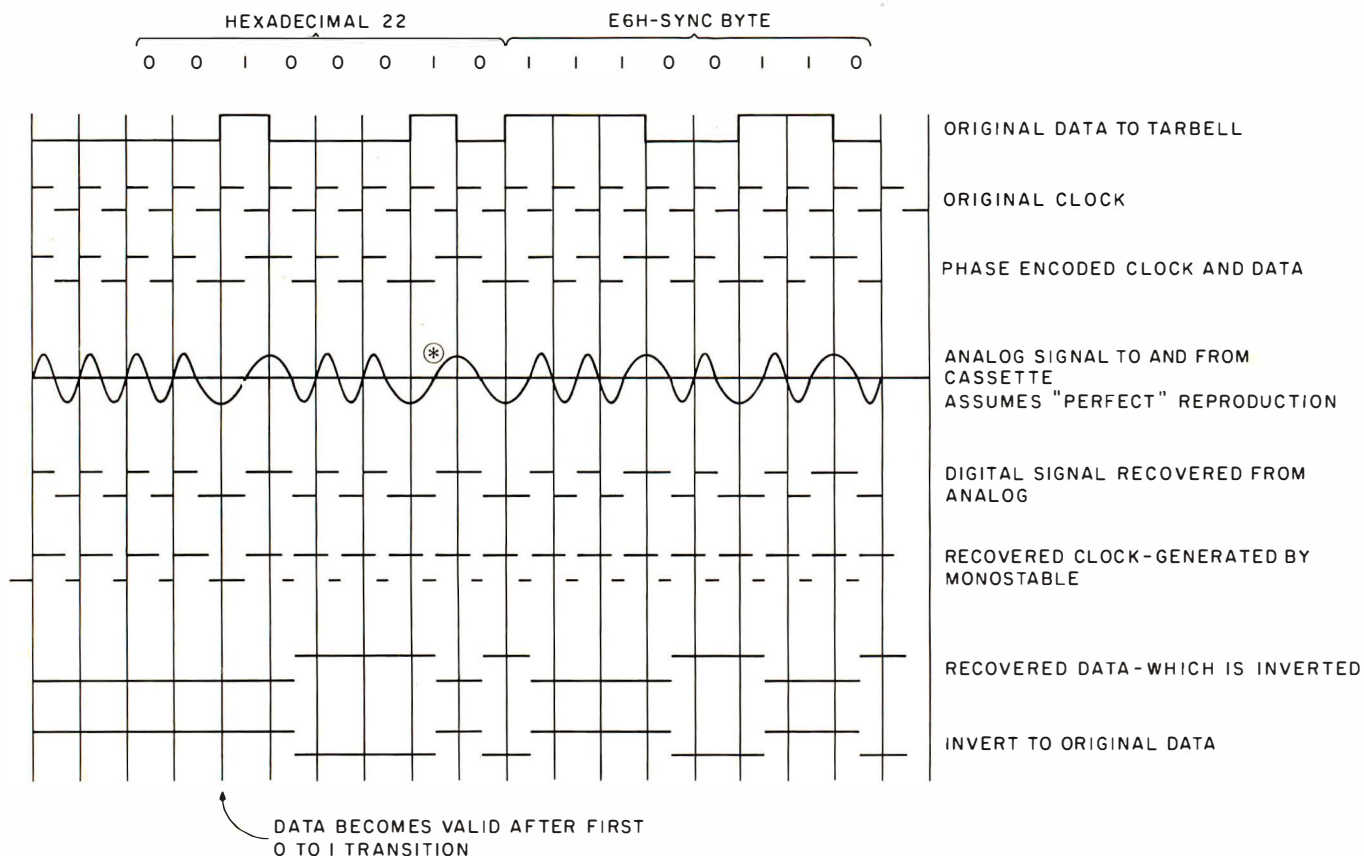 HEXADECIMAL 22
E6H-SYNC BYTE
0 0 1 0 0 0 1 0 1 1 1 0 0 1 1 0
ORIGINAL DATA TO TARBELL
ORIGINAL CLOCK
PHASE ENCODED CLOCK AND DATA
*
ANALOG SIGNAL TO AND FROM
CASSETTE
ASSUMES "PERFECT" REPRODUCTION
DIGITAL SIGNAL RECOVERED FROM
ANALOG
RECOVERED CLOCK-GENERATED BY
MONOSTABLE
RECOVERED DATA-WHICH IS INVERTED
INVERT TO ORIGINAL DATA
DATA BECOMES VALID AFTER FIRST
0 TO 1 TRANSITION